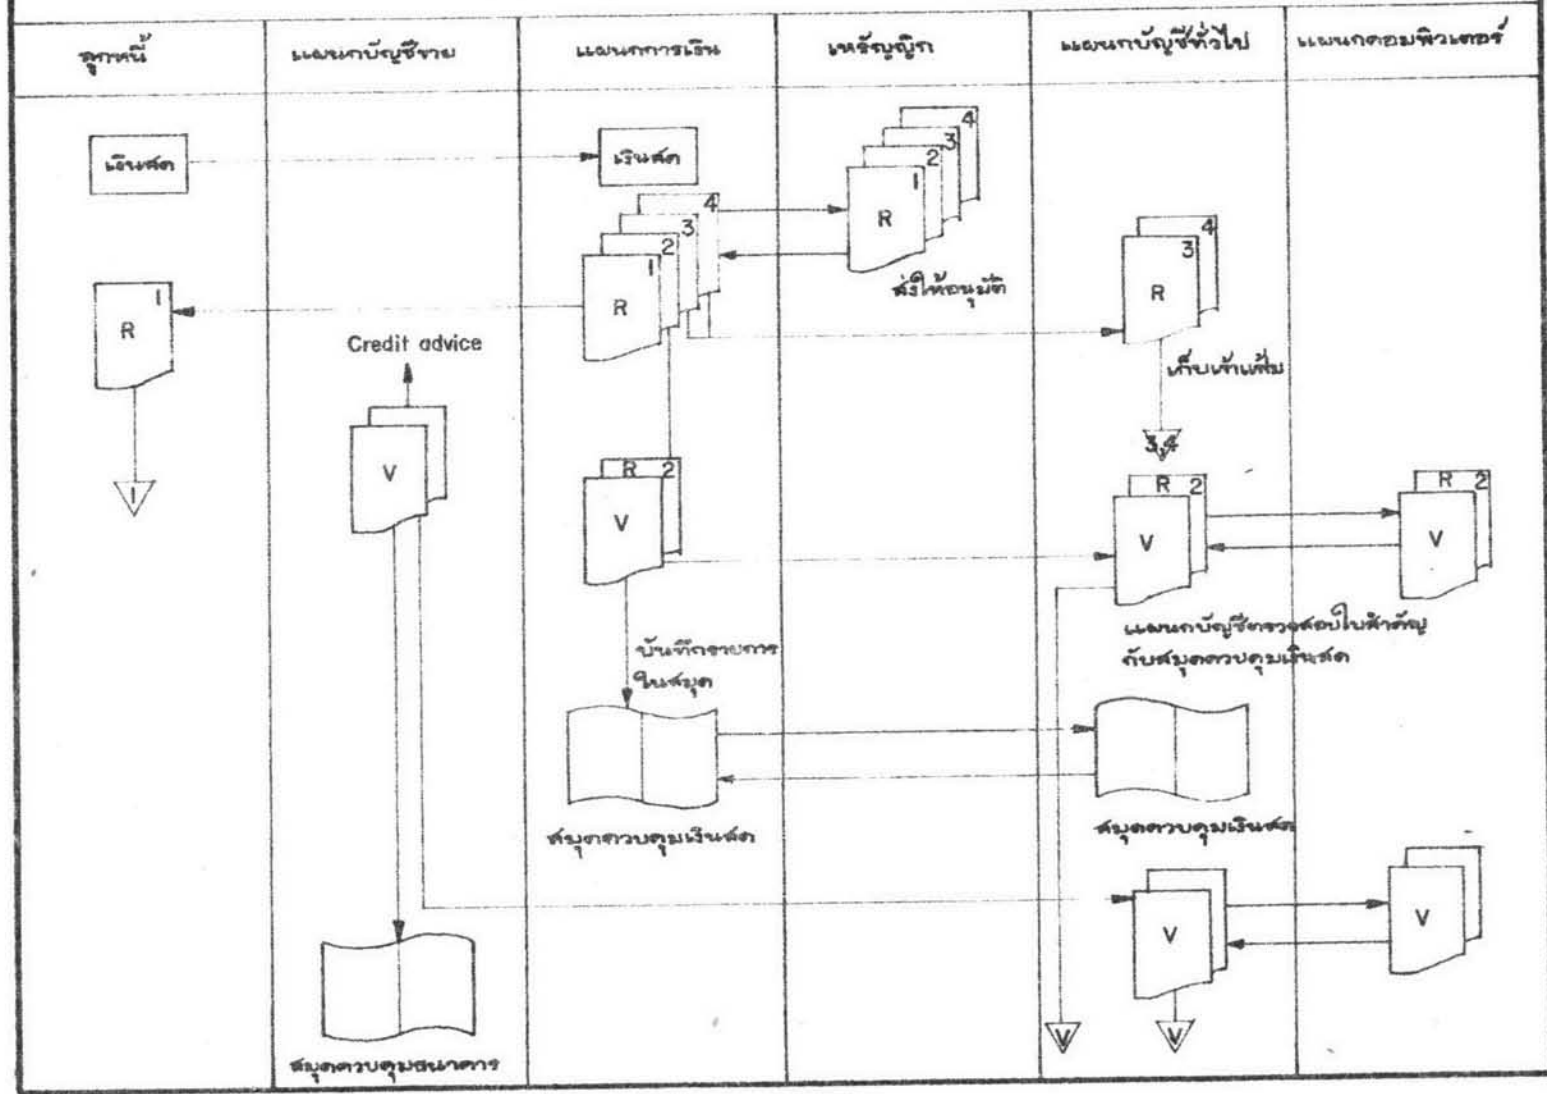 ลูกหนี้
แผนกบัญชีขาย
แผนกการเงิน
เหรัญญิก
แผนกบัญชีทั่วไป
แผนกคอมพิวเตอร์
เงินสด
เงินสด
1
2
3
4
R
ส่งให้อนุมัติ
1
2
3
4
R
3
4
R
1
R
Credit advice
เก็บเข้าแฟ้ม
3,4
1
V
R 2
V
R 2
V
R 2
V
แผนกบัญชีตรวจสอบใบสำคัญ
กับสมุดควบคุมเงินสด
บันทึกรายการ
ในสมุด
สมุดควบคุมเงินสด
สมุดควบคุมเงินสด
V
V
V
V
สมุดควบคุมธนาคาร